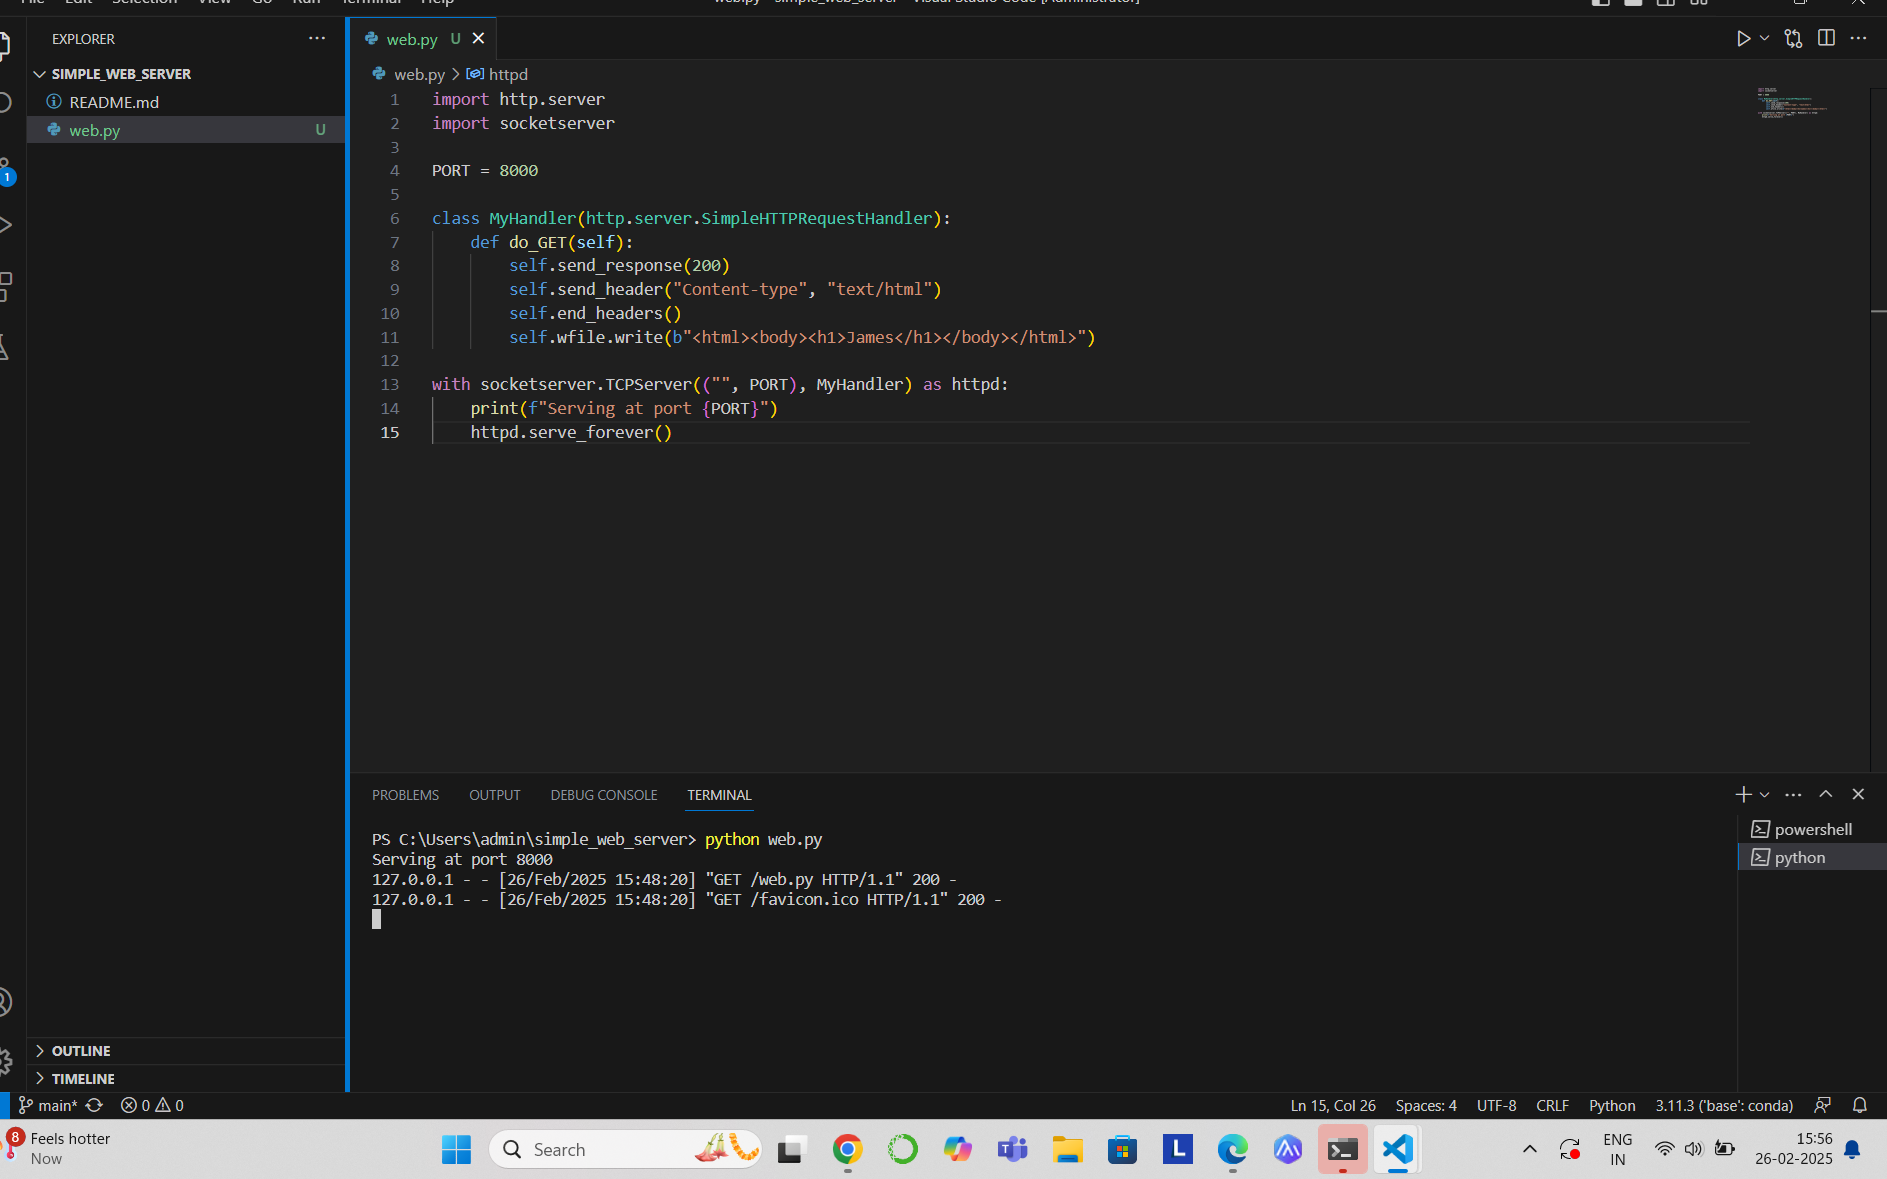 File Edit Selection View Go Run Terminal Help
web.py - simple_web_server - Visual Studio Code [Administrator]
EXPLORER
web.py U
SIMPLE_WEB_SERVER
README.md
web.py U
web.py > httpd
1 import http.server
2 import socketserver
3
4 PORT = 8000
5
6 class MyHandler(http.server.SimpleHTTPRequestHandler):
7 def do_GET(self):
8 self.send_response(200)
9 self.send_header("Content-type", "text/html")
10 self.end_headers()
11 self.wfile.write(b"<html><body><h1>James</h1></body></html>")
12
13 with socketserver.TCPServer(("", PORT), MyHandler) as httpd:
14 print(f"Serving at port {PORT}")
15 httpd.serve_forever()
1
PROBLEMS OUTPUT DEBUG CONSOLE TERMINAL
PS C:\Users\admin\simple_web_server> python web.py
Serving at port 8000
127.0.0.1 - - [26/Feb/2025 15:48:20] "GET /web.py HTTP/1.1" 200 -
127.0.0.1 - - [26/Feb/2025 15:48:20] "GET /favicon.ico HTTP/1.1" 200 -
powershell
python
OUTLINE
TIMELINE
main* 0 0
Ln 15, Col 26 Spaces: 4 UTF-8 CRLF Python 3.11.3 ('base': conda)
8 Feels hotter
Now
Search
L
ENG
IN
15:56
26-02-2025